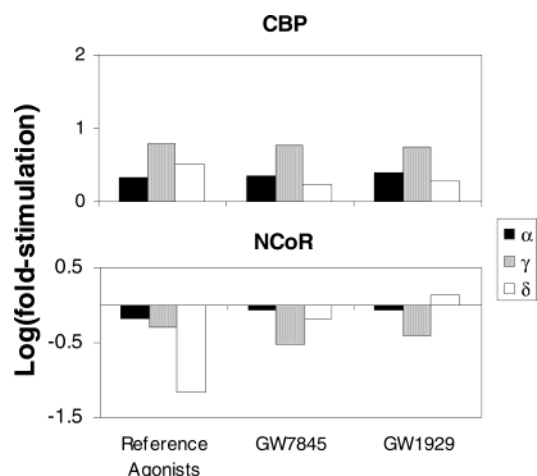 CBP
2
1
0
Log(fold-stimulation)
NCoR
0.5
-0.5
-1.5
α
γ
δ
Reference
Agonists
GW7845
GW1929